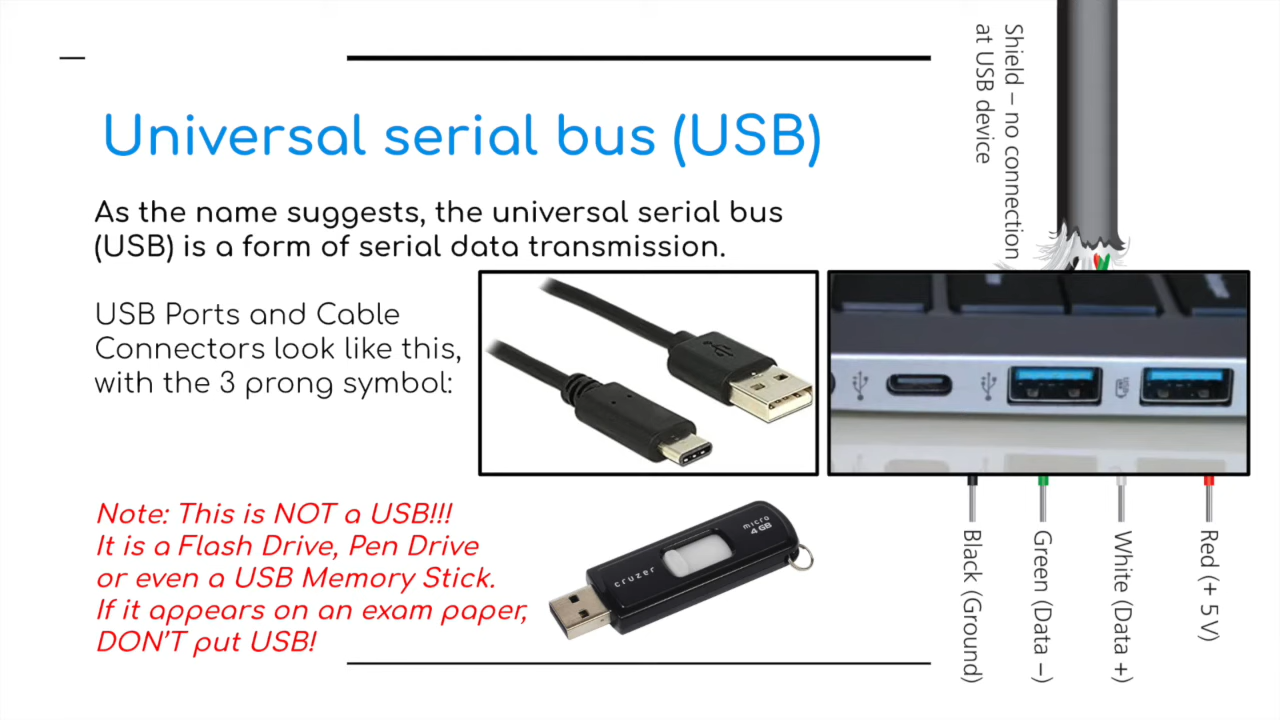 Universal serial bus (USB)
As the name suggests, the universal serial bus
(USB) is a form of serial data transmission.
USB Ports and Cable
Connectors look like this,
with the 3 prong symbol:
Note: This is NOT a USB!!!
It is a Flash Drive, Pen Drive
or even a USB Memory Stick.
If it appears on an exam paper,
DON'T put USB!
cruzer
micro
4 GB
Shield – no connection
at USB device
Black (Ground)
Green (Data –)
White (Data +)
Red (+ 5 V)